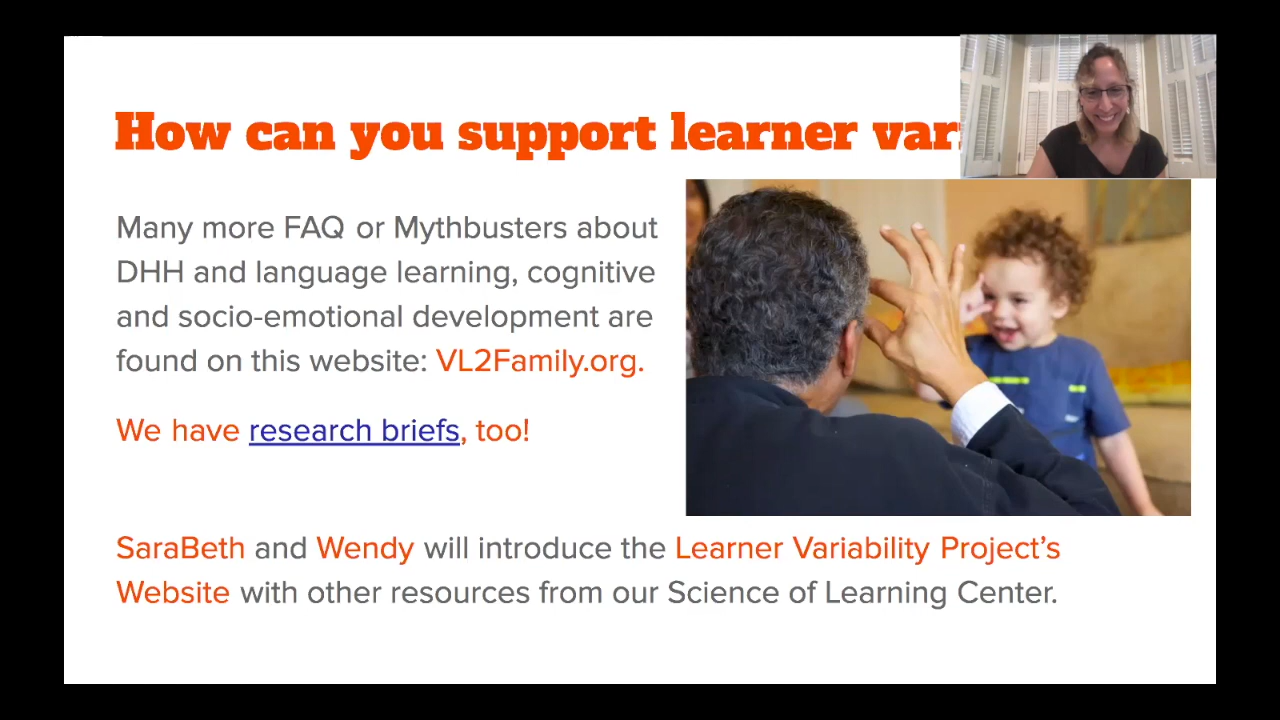 How can you support learner
Many more FAQ or Mythbusters about
DHH and language learning, cognitive
and socio-emotional development are
found on this website: VL2Family.org.
We have research briefs, too!
SaraBeth and Wendy will introduce the Learner Variability Project's
Website with other resources from our Science of Learning Center.